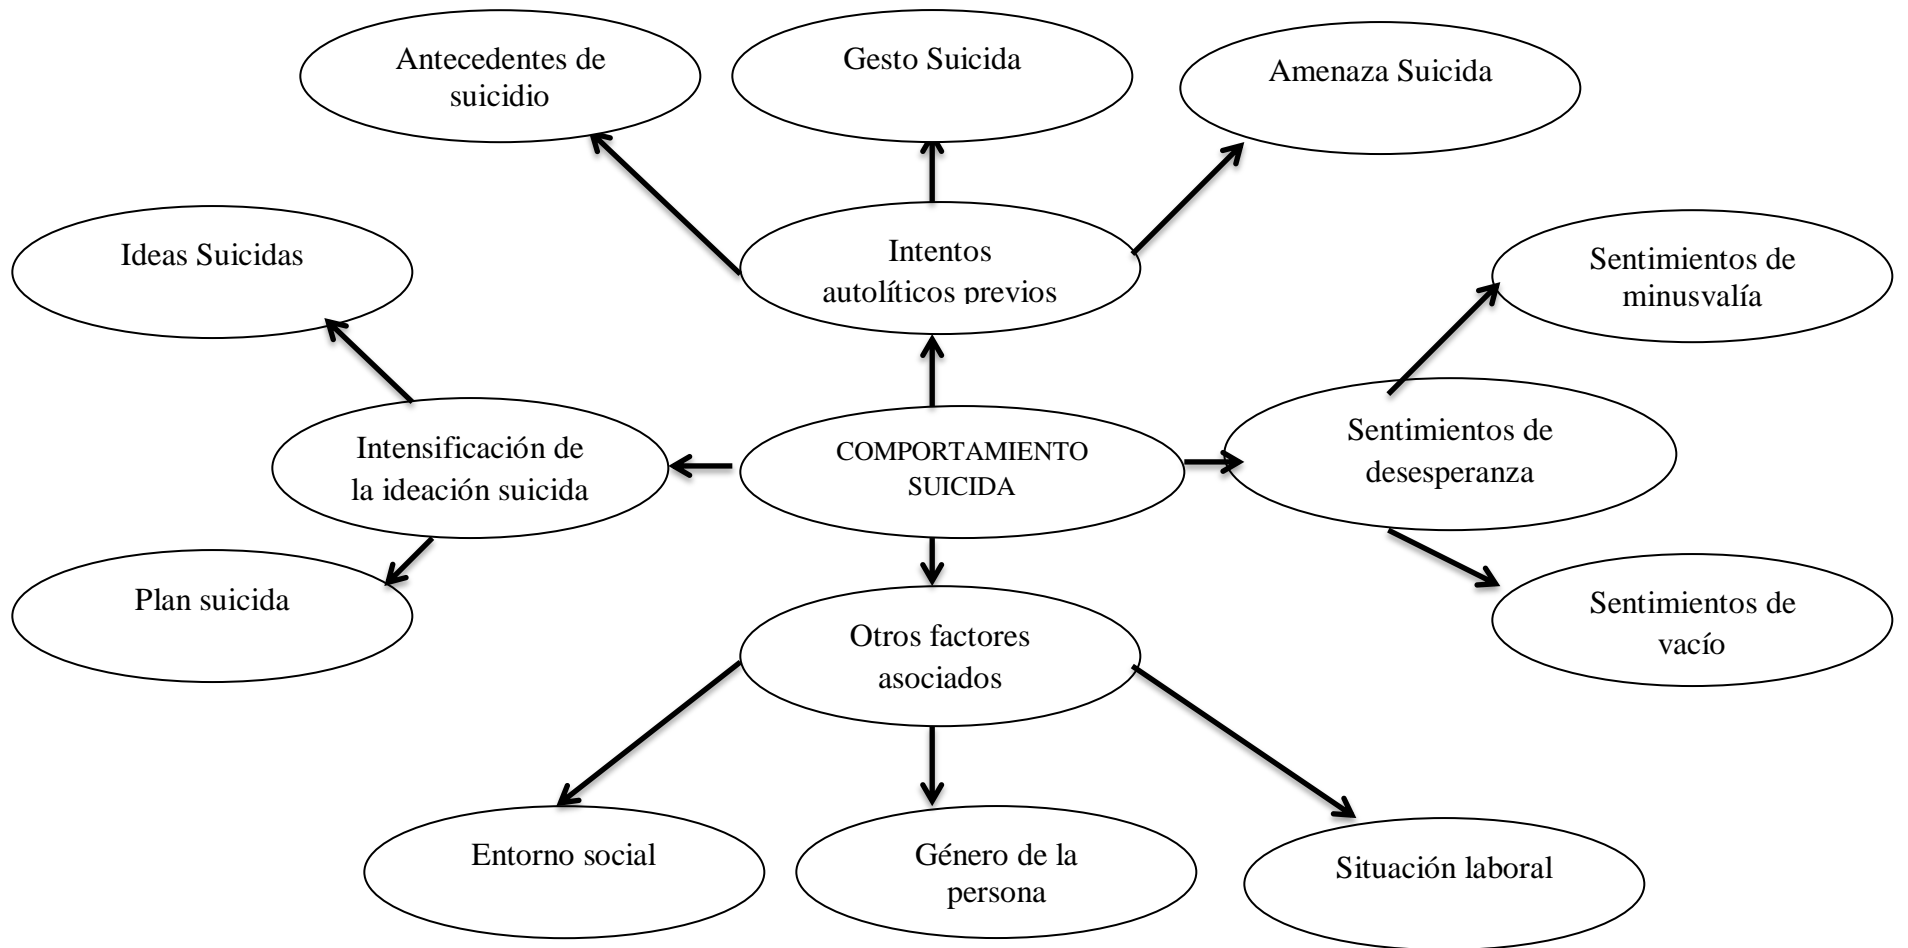 Antecedentes de
suicidio
Gesto Suicida
Amenaza Suicida
Ideas Suicidas
Intentos
autolíticos previos
Sentimientos de
minusvalía
Intensificación de
la ideación suicida
COMPORTAMIENTO
SUICIDA
Sentimientos de
desesperanza
Plan suicida
Otros factores
asociados
Sentimientos de
vacío
Entorno social
Género de la
persona
Situación laboral